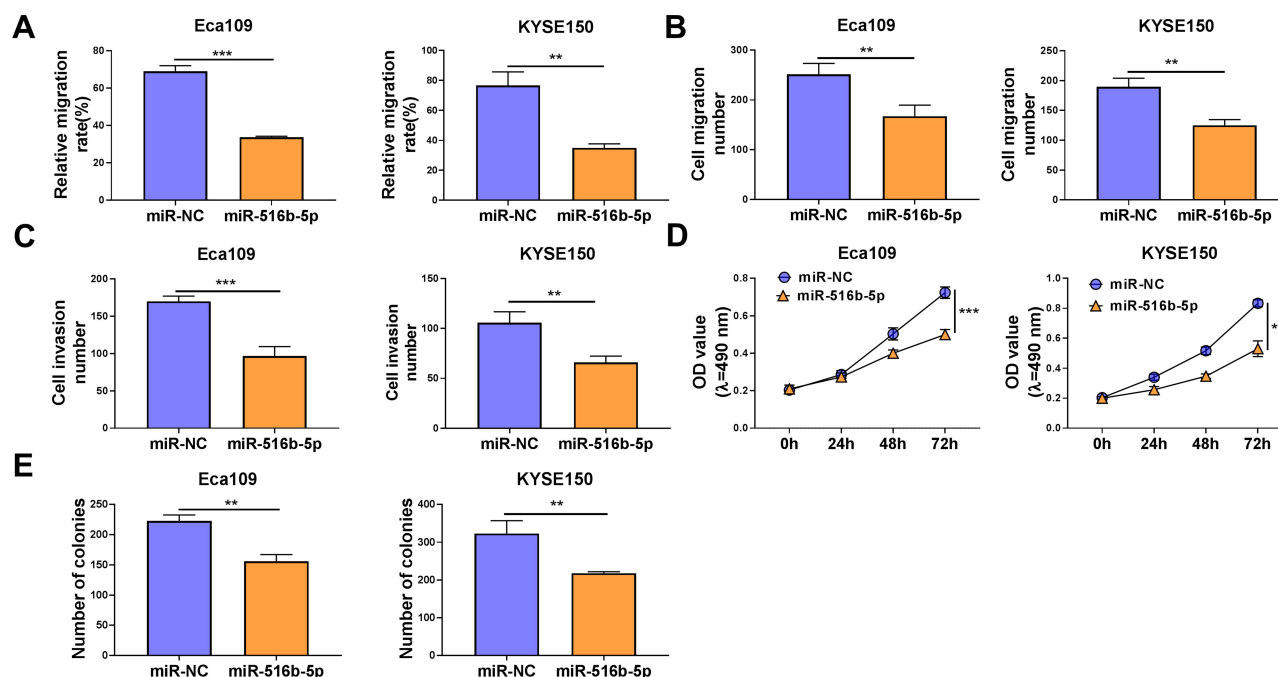 A
Eca109
Relative migration
rate(%)
80
60
40
20
0
***
miR-NC miR-516b-5p
KYSE150
Relative migration
rate(%)
100
80
60
40
20
0
**
miR-NC miR-516b-5p
B
Eca109
Cell migration
number
300
200
100
0
**
miR-NC miR-516b-5p
KYSE150
Cell migration
number
250
200
150
100
50
0
**
miR-NC miR-516b-5p
C
Eca109
Cell invasion
number
200
150
100
50
0
***
miR-NC miR-516b-5p
KYSE150
Cell invasion
number
150
100
50
0
**
miR-NC miR-516b-5p
D
Eca109
OD value
(λ=490 nm)
0.8
0.6
0.4
0.2
0.0
miR-NC
miR-516b-5p
***
0h 24h 48h 72h
KYSE150
OD value
(λ=490 nm)
1.0
0.8
0.6
0.4
0.2
0.0
miR-NC
miR-516b-5p
*
0h 24h 48h 72h
E
Eca109
Number of colonies
250
200
150
100
50
0
**
miR-NC miR-516b-5p
KYSE150
Number of colonies
400
300
200
100
0
**
miR-NC miR-516b-5p